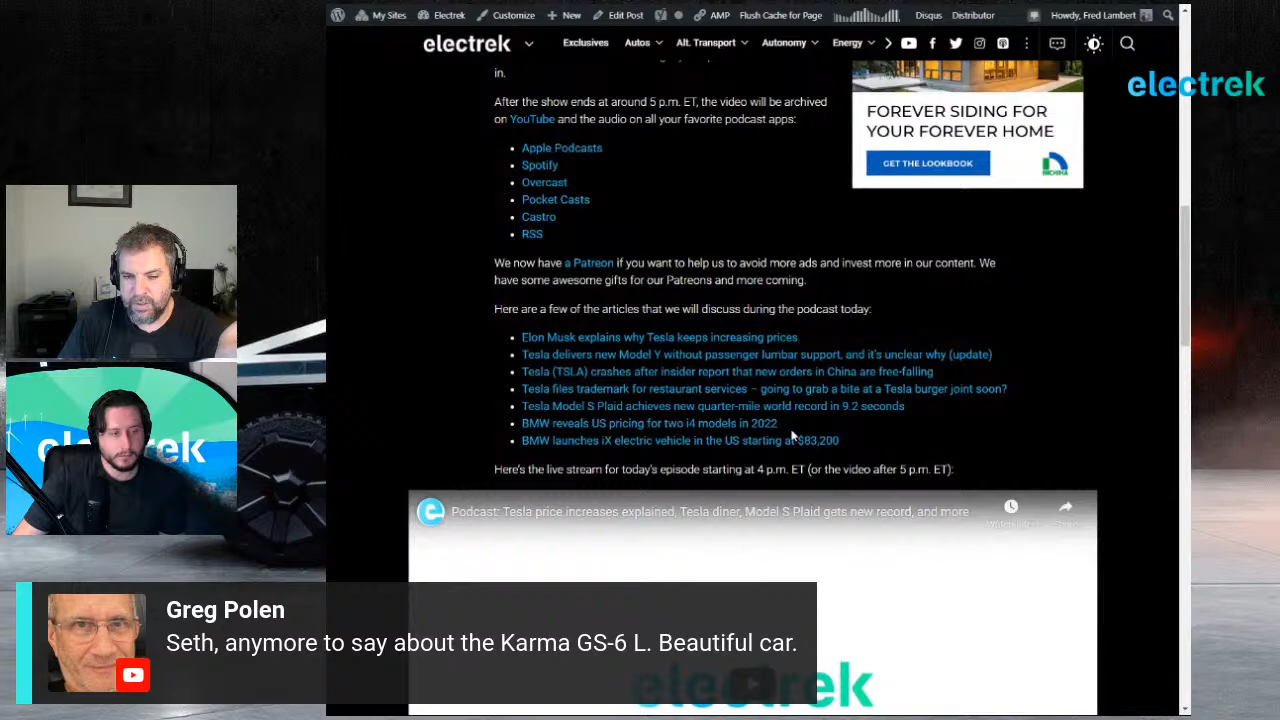 My Sites Electrek Customize New Edit Post AMP Flush Cache for Page Disqus Distributor Howdy, Fred Lambert
electrek Exclusives Autos Alt. Transport Autonomy Energy
electrek
in.
After the show ends at around 5 p.m. ET, the video will be archived
on YouTube and the audio on all your favorite podcast apps:
Apple Podcasts
Spotify
Overcast
Pocket Casts
Castro
RSS
FOREVER SIDING FOR
YOUR FOREVER HOME
GET THE LOOKBOOK
NICHIHA
We now have a Patreon if you want to help us to avoid more ads and invest more in our content. We
have some awesome gifts for our Patreons and more coming.
Here are a few of the articles that we will discuss during the podcast today:
Elon Musk explains why Tesla keeps increasing prices
Tesla delivers new Model Y without passenger lumbar support, and it's unclear why (update)
Tesla (TSLA) crashes after insider report that new orders in China are free-falling
Tesla files trademark for restaurant services – going to grab a bite at a Tesla burger joint soon?
Tesla Model S Plaid achieves new quarter-mile world record in 9.2 seconds
BMW reveals US pricing for two i4 models in 2022
BMW launches iX electric vehicle in the US starting at $83,200
Here's the live stream for today's episode starting at 4 p.m. ET (or the video after 5 p.m. ET):
Podcast: Tesla price increases explained, Tesla diner, Model S Plaid gets new record, and more
Greg Polen
Seth, anymore to say about the Karma GS-6 L. Beautiful car.
electrek